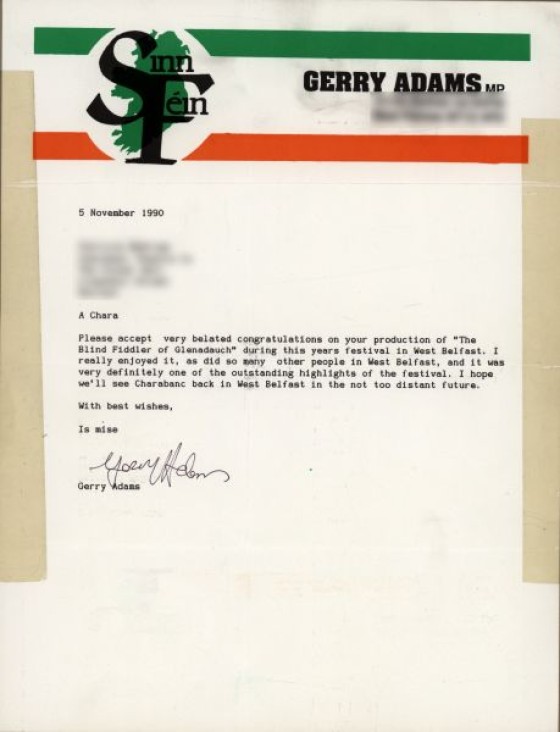 Sinn
Féin
GERRY ADAMS MP
5 November 1990
A Chara
Please accept very belated congratulations on your production of "The
Blind Fiddler of Glenadauch" during this years festival in West Belfast. I
really enjoyed it, as did so many other people in West Belfast, and it was
very definitely one of the outstanding highlights of the festival. I hope
we'll see Charabanc back in West Belfast in the not too distant future.
With best wishes,
Is mise
Gerry Adams
Gerry Adams